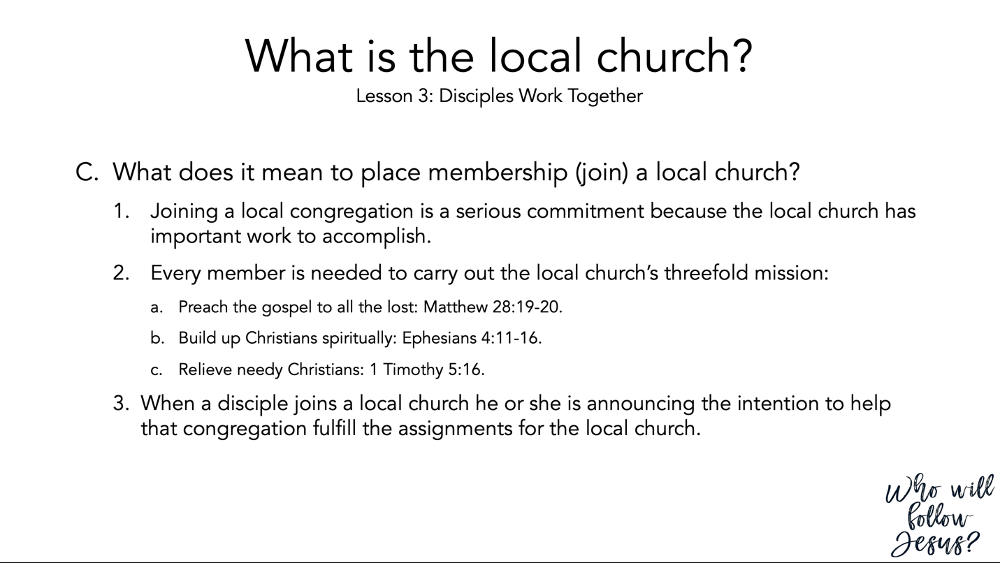 What is the local church?
Lesson 3: Disciples Work Together
C. What does it mean to place membership (join) a local church?
1. Joining a local congregation is a serious commitment because the local church has
important work to accomplish.
2. Every member is needed to carry out the local church’s threefold mission:
a. Preach the gospel to all the lost: Matthew 28:19-20.
b. Build up Christians spiritually: Ephesians 4:11-16.
c. Relieve needy Christians: 1 Timothy 5:16.
3. When a disciple joins a local church he or she is announcing the intention to help
that congregation fulfill the assignments for the local church.
Who will
follow
Jesus?